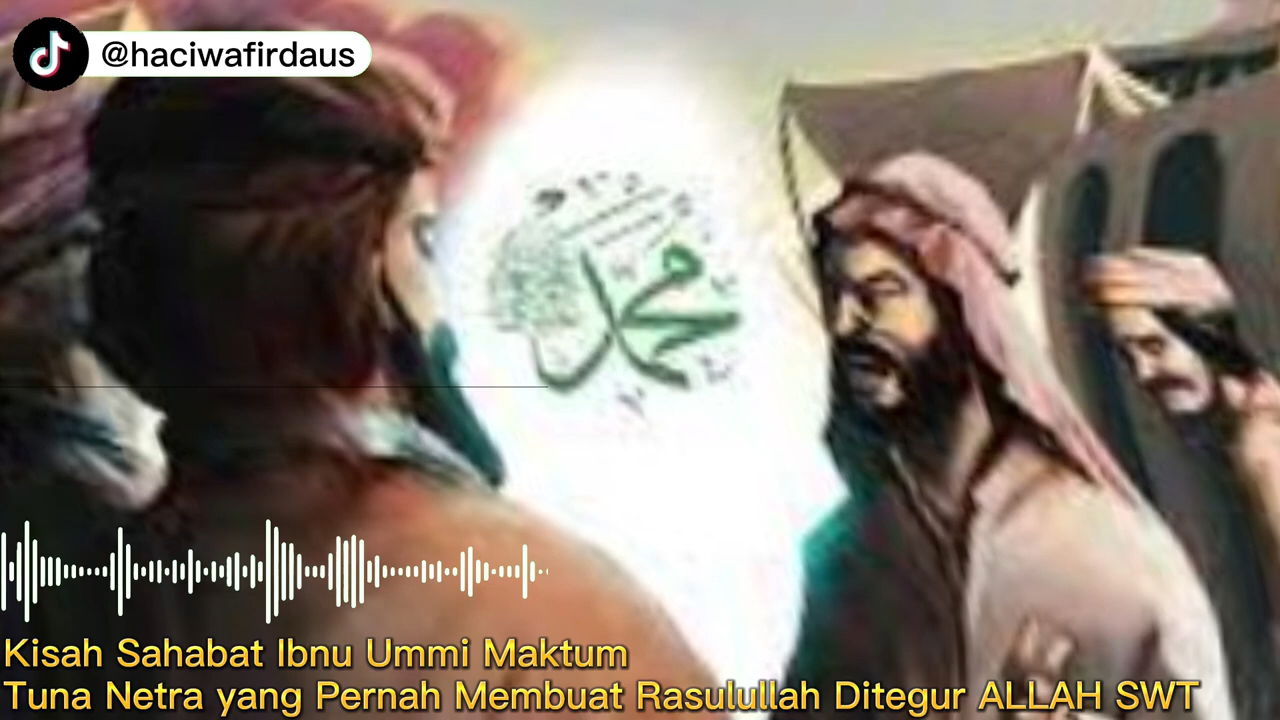 @haciwafirdaus
محمد
Kisah Sahabat Ibnu Ummi Maktum
Tuna Netra yang Pernah Membuat Rasulullah Ditegur ALLAH SWT